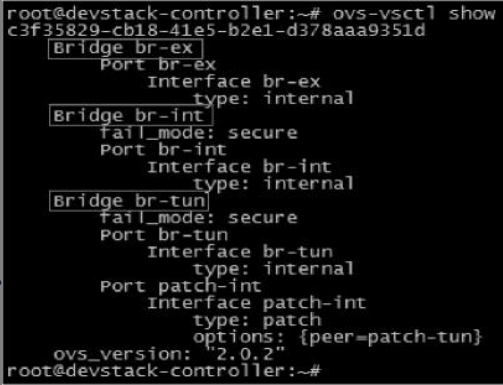 root@devstack-controller:~# ovs-vsctl show
c3f35829-cb18-41e5-b2e1-d378aaa9351d
Bridge br-ex
Port br-ex
Interface br-ex
type: internal
Bridge br-int
fail_mode: secure
Port br-int
Interface br-int
type: internal
Bridge br-tun
fail_mode: secure
Port br-tun
Interface br-tun
type: internal
Port patch-int
Interface patch-int
type: patch
options: {peer=patch-tun}
ovs_version: "2.0.2"
root@devstack-controller:~#